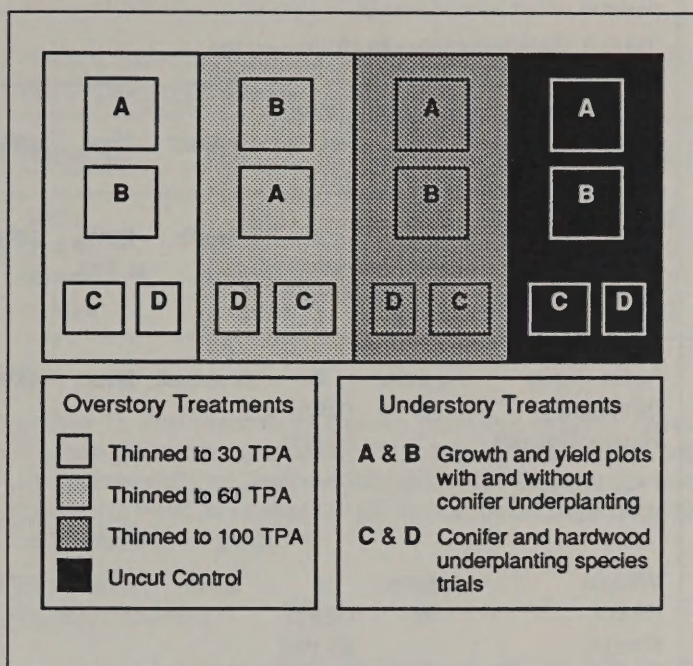 A B A A
B A B B
C D D C D C C D
Overstory Treatments
Thinned to 30 TPA
Thinned to 60 TPA
Thinned to 100 TPA
Uncut Control
Understory Treatments
A & B Growth and yield plots
with and without
conifer underplanting
C & D Conifer and hardwood
underplanting species
trials